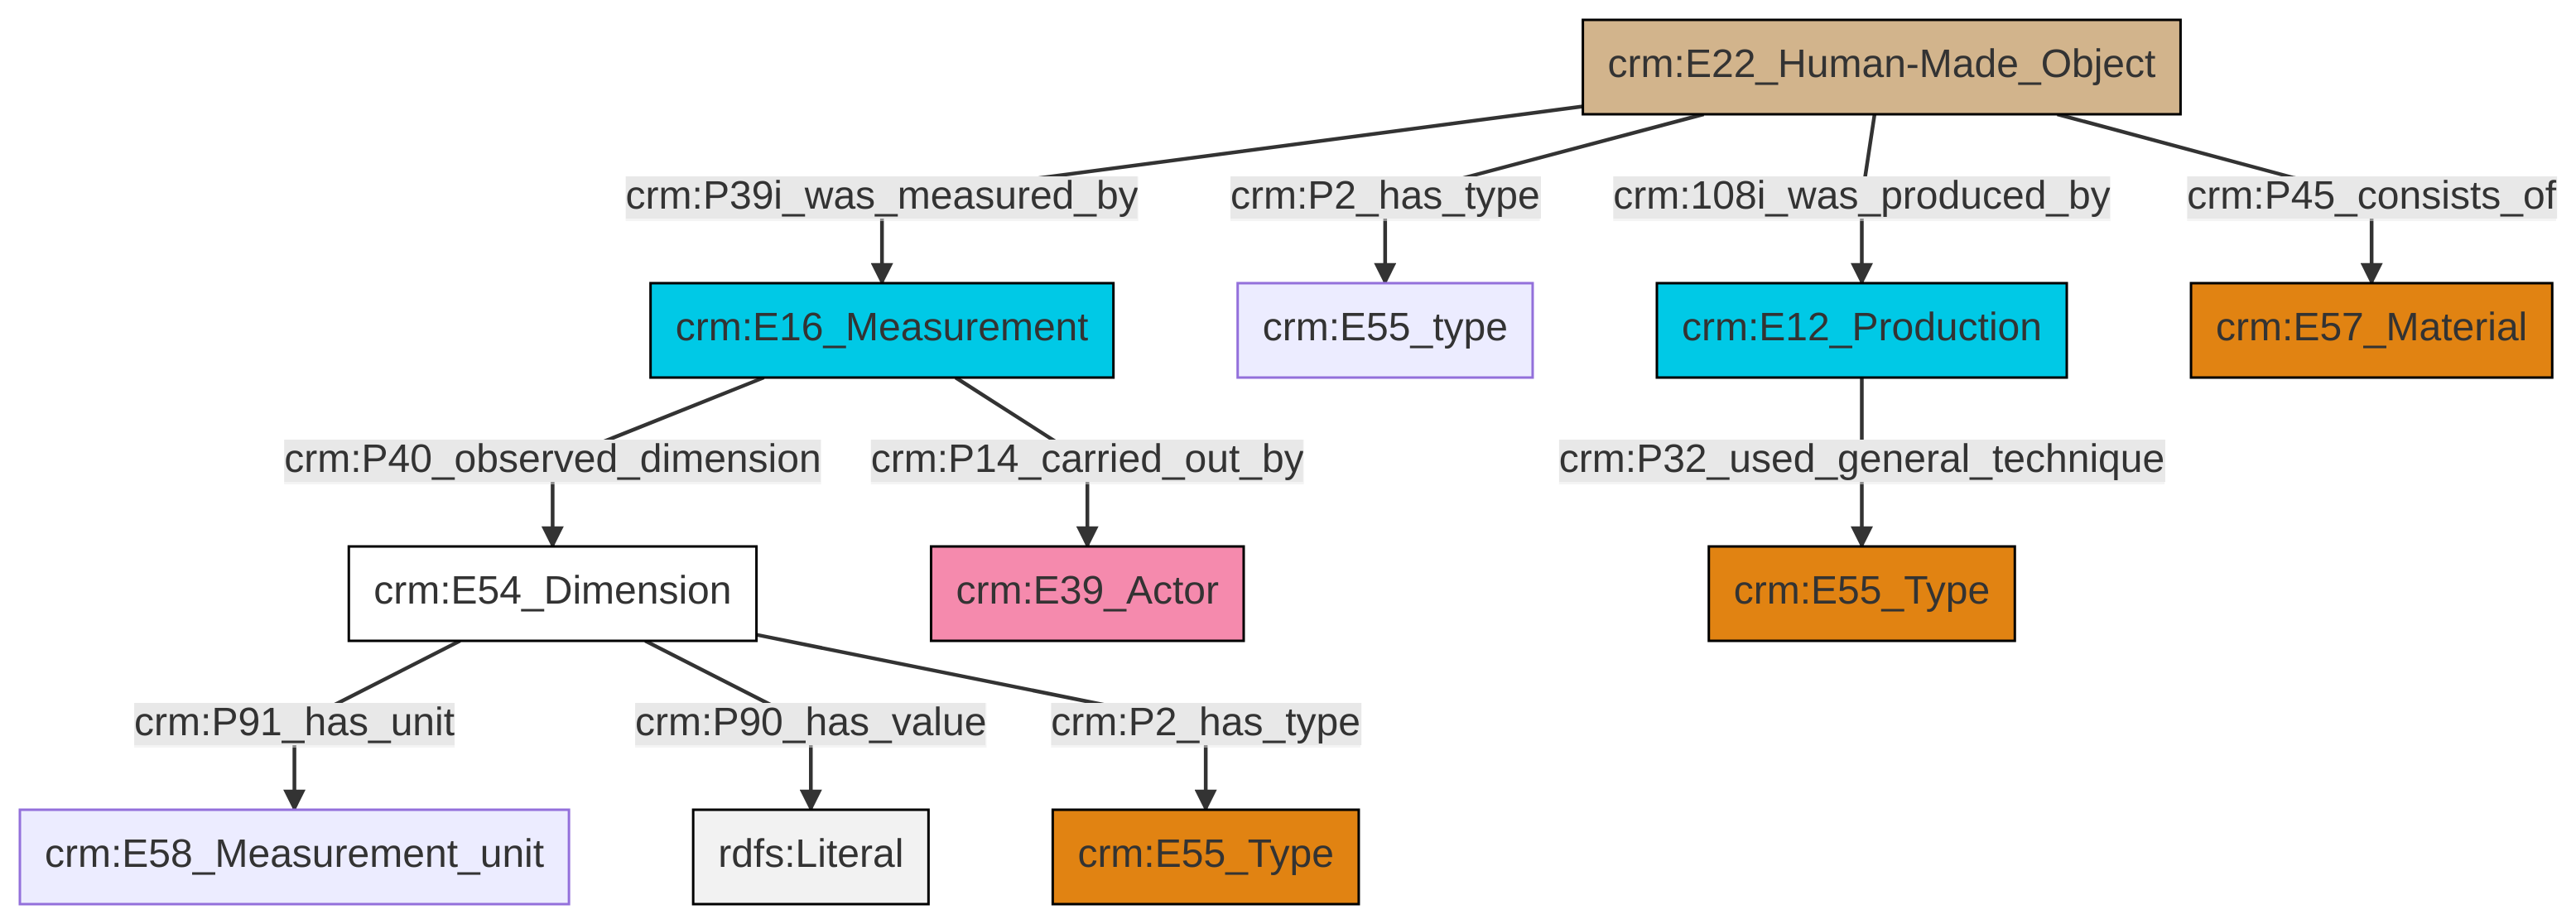 crm:E22_Human-Made_Object
crm:P39i_was_measured_by
crm:P2_has_type
crm:108i_was_produced_by
crm:P45_consists_of
crm:E16_Measurement
crm:E55_type
crm:E12_Production
crm:E57_Material
crm:P40_observed_dimension
crm:P14_carried_out_by
crm:P32_used_general_technique
crm:E54_Dimension
crm:E39_Actor
crm:E55_Type
crm:P91_has_unit
crm:P90_has_value
crm:P2_has_type
crm:E58_Measurement_unit
rdfs:Literal
crm:E55_Type